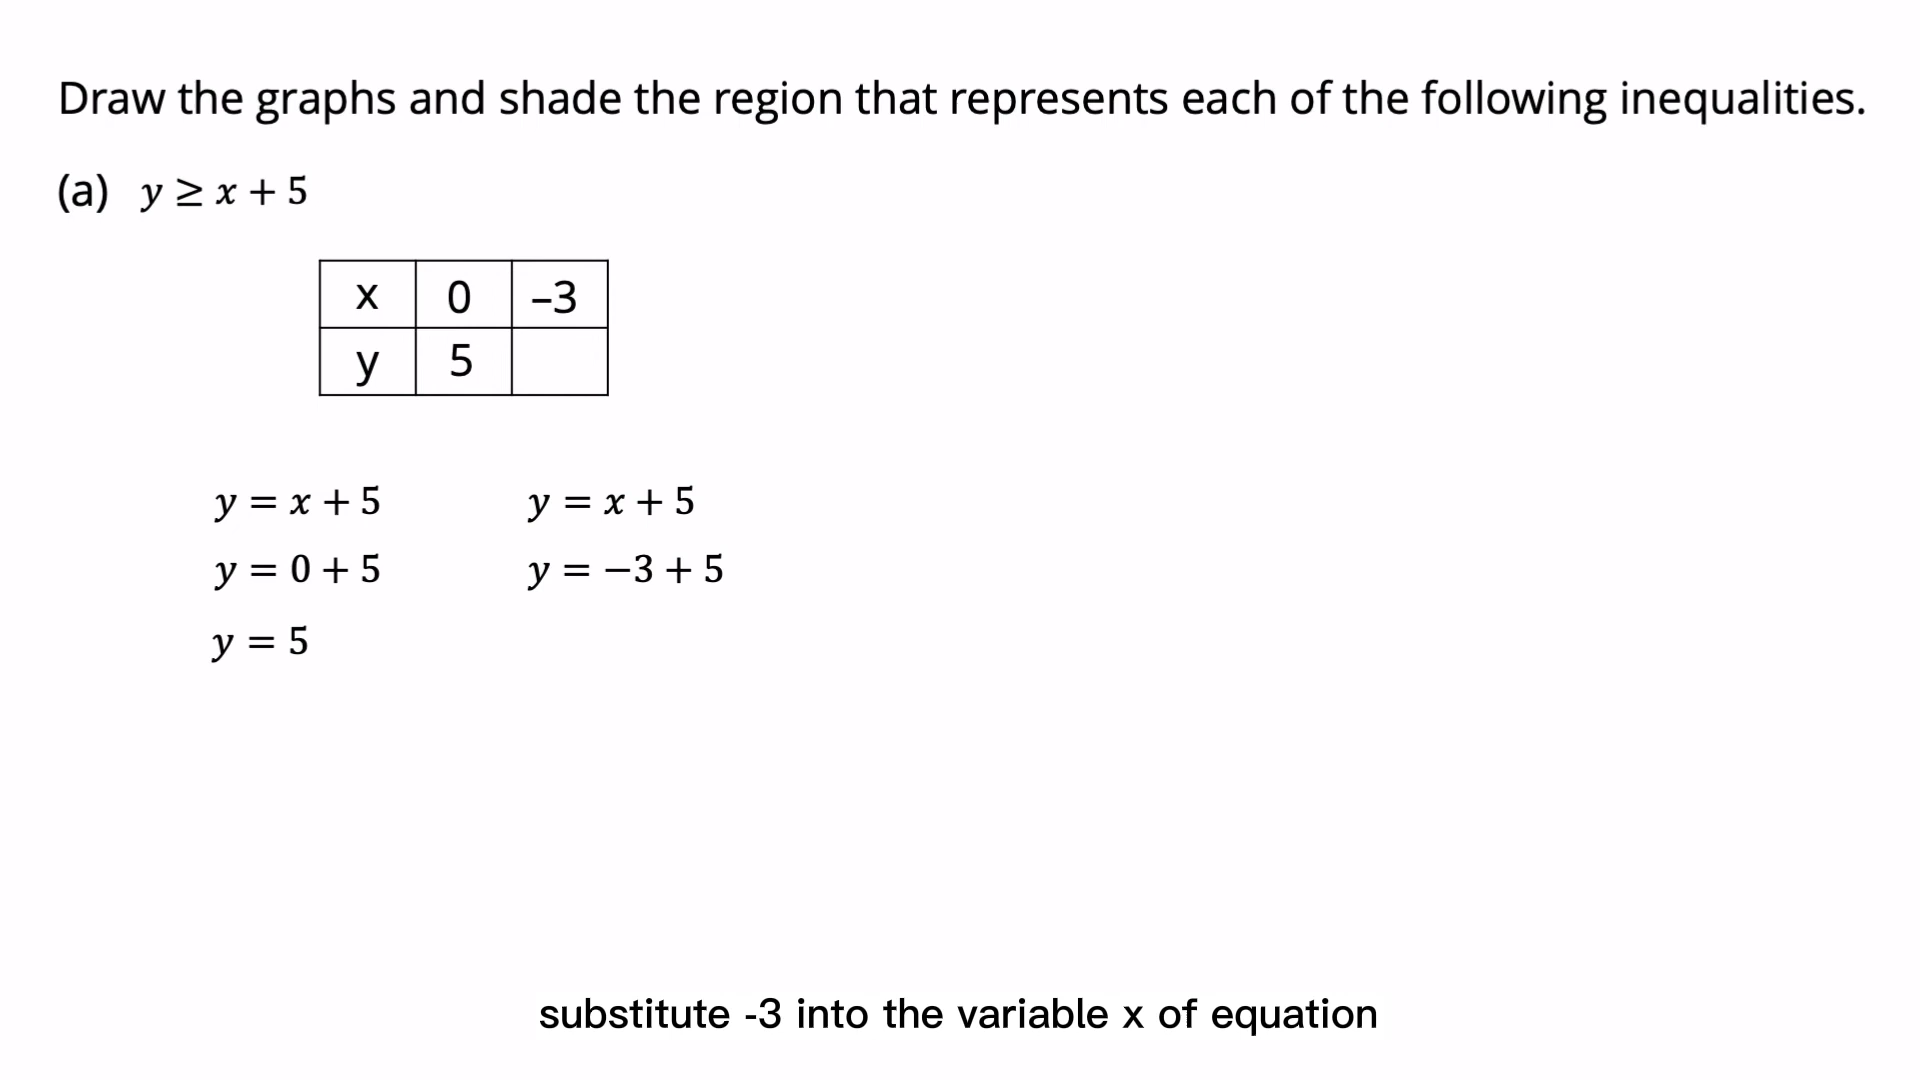 Draw the graphs and shade the region that represents each of the following inequalities.
(a) y ≥ x + 5
x 0 –3
y 5
y = x + 5 y = x + 5
y = 0 + 5 y = −3 + 5
y = 5
substitute -3 into the variable x of equation